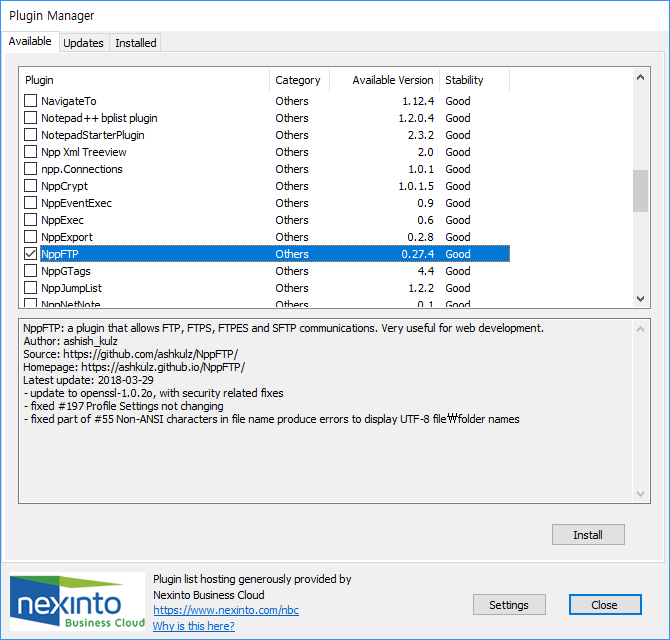 Plugin Manager
Available Updates Installed
Plugin Category Available Version Stability
NavigateTo Others 1.12.4 Good
Notepad++ bplist plugin Others 1.2.0.4 Good
NotepadStarterPlugin Others 2.3.2 Good
Npp Xml Treeview Others 2.0 Good
npp.Connections Others 1.0.1 Good
NppCrypt Others 1.0.1.5 Good
NppEventExec Others 0.9 Good
NppExec Others 0.6 Good
NppExport Others 0.2.8 Good
NppFTP Others 0.27.4 Good
NppGTags Others 4.4 Good
NppJumpList Others 1.2.2 Good
NppNetNote Others 0.1 Good
NppFTP: a plugin that allows FTP, FTPS, FTPES and SFTP communications. Very useful for web development.
Author: ashish_kulz
Source: https://github.com/ashkulz/NppFTP/
Homepage: https://ashkulz.github.io/NppFTP/
Latest update: 2018-03-29
- update to openssl-1.0.2o, with security related fixes
- fixed #197 Profile Settings not changing
- fixed part of #55 Non-ANSI characters in file name produce errors to display UTF-8 file₩folder names
Install
nexinto
Business Cloud
Plugin list hosting generously provided by
Nexinto Business Cloud
https://www.nexinto.com/nbc
Why is this here?
Settings Close